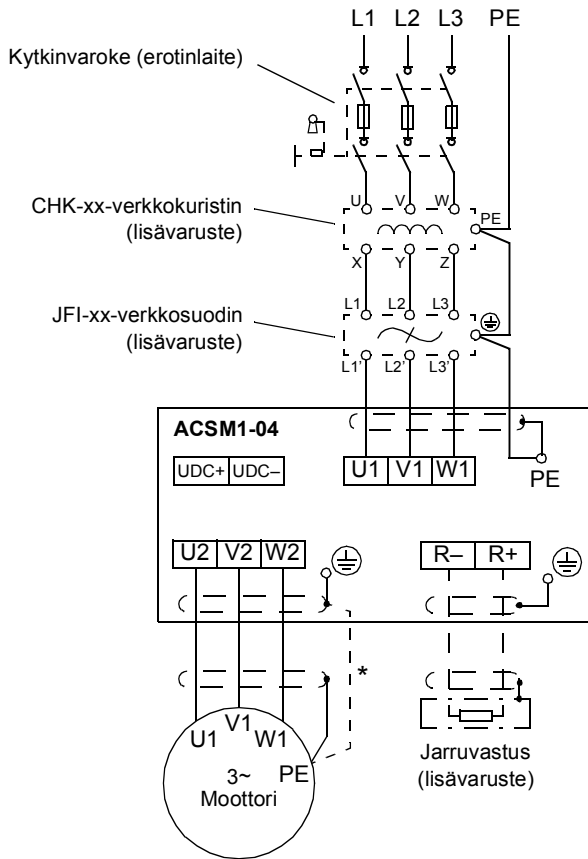 L1 L2 L3 PE
Kytkinvaroke (erotinlaite)
U V W
CHK-xx-verkkokuristin
(lisävaruste)
PE
X Y Z
L1 L2 L3
JFI-xx-verkkosuodin
(lisävaruste)
L1' L2' L3'
ACSM1-04
UDC+ UDC–
U1 V1 W1
PE
U2 V2 W2
R– R+
*
U1 V1 W1
PE
3~
Moottori
Jarruvastus
(lisävaruste)